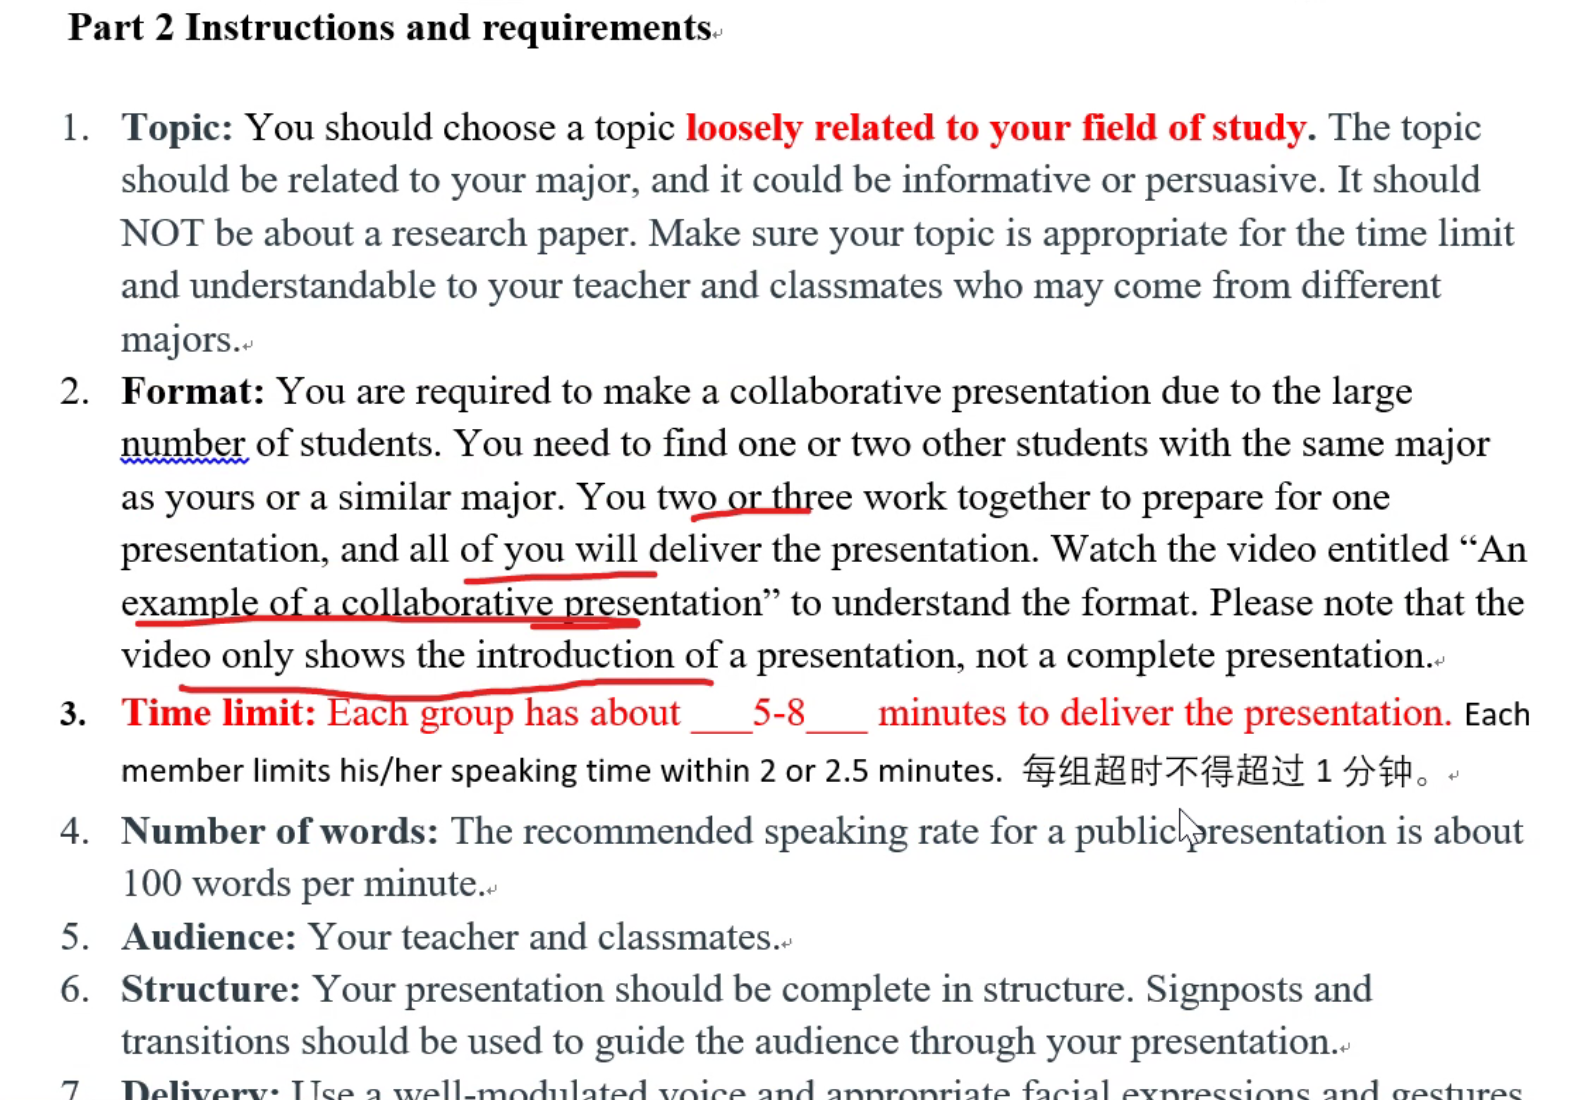 Part 2 Instructions and requirements
1. Topic: You should choose a topic loosely related to your field of study. The topic
should be related to your major, and it could be informative or persuasive. It should
NOT be about a research paper. Make sure your topic is appropriate for the time limit
and understandable to your teacher and classmates who may come from different
majors.
2. Format: You are required to make a collaborative presentation due to the large
number of students. You need to find one or two other students with the same major
as yours or a similar major. You two or three work together to prepare for one
presentation, and all of you will deliver the presentation. Watch the video entitled “An
example of a collaborative presentation” to understand the format. Please note that the
video only shows the introduction of a presentation, not a complete presentation.
3. Time limit: Each group has about ___5-8___ minutes to deliver the presentation. Each
member limits his/her speaking time within 2 or 2.5 minutes. 每组超时不得超过 1 分钟。
4. Number of words: The recommended speaking rate for a public presentation is about
100 words per minute.
5. Audience: Your teacher and classmates.
6. Structure: Your presentation should be complete in structure. Signposts and
transitions should be used to guide the audience through your presentation.
7. Delivery: Use a well-modulated voice and appropriate facial expressions and gestures